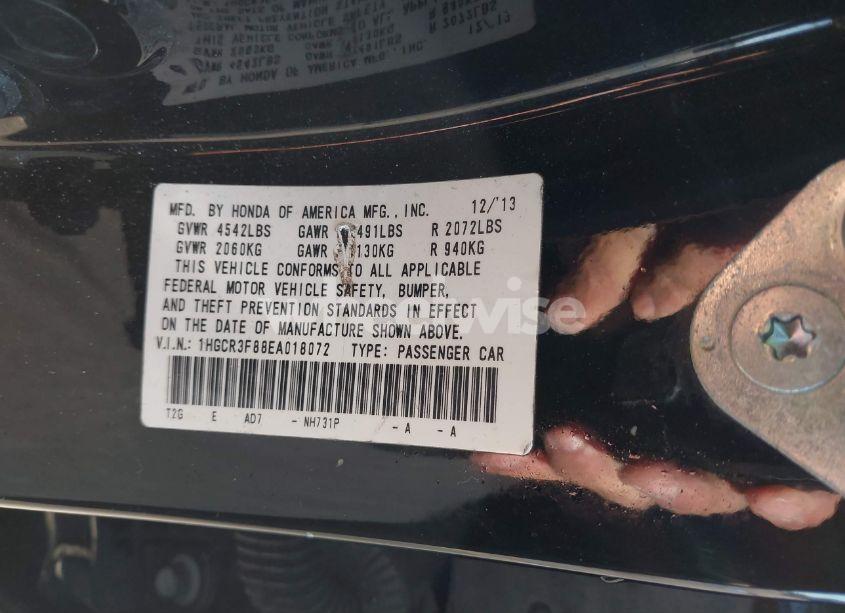 MFD. BY HONDA OF AMERICA MFG., INC. 12/'13
GVWR 4542LBS GAWR 491LBS R 2072LBS
GVWR 2060KG GAWR 130KG R 940KG
THIS VEHICLE CONFORMS TO ALL APPLICABLE
FEDERAL MOTOR VEHICLE SAFETY, BUMPER,
AND THEFT PREVENTION STANDARDS IN EFFECT
ON THE DATE OF MANUFACTURE SHOWN ABOVE.
V.I.N.: 1HGCR3F88EA018072 TYPE: PASSENGER CAR
T2G E AD7 - NH731P - A - A